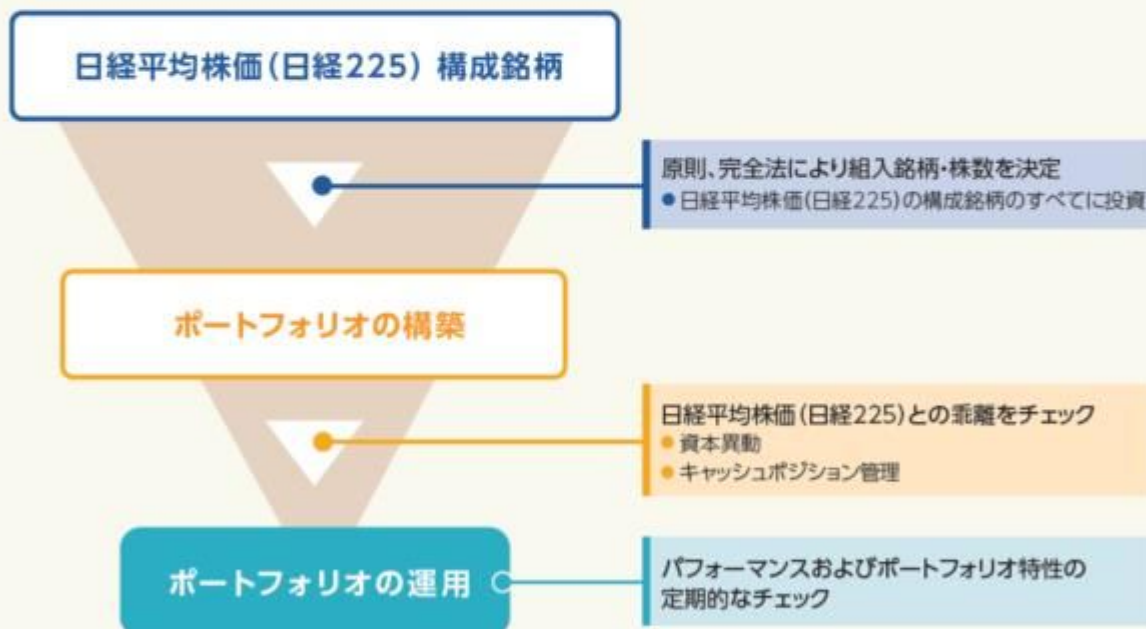 日経平均株価(日経225) 構成銘柄
原則、完全法により組入銘柄・株数を決定
●日経平均株価(日経225)の構成銘柄のすべてに投資
ポートフォリオの構築
日経平均株価(日経225)との乖離をチェック
●資本異動
●キャッシュポジション管理
ポートフォリオの運用
パフォーマンスおよびポートフォリオ特性の
定期的なチェック